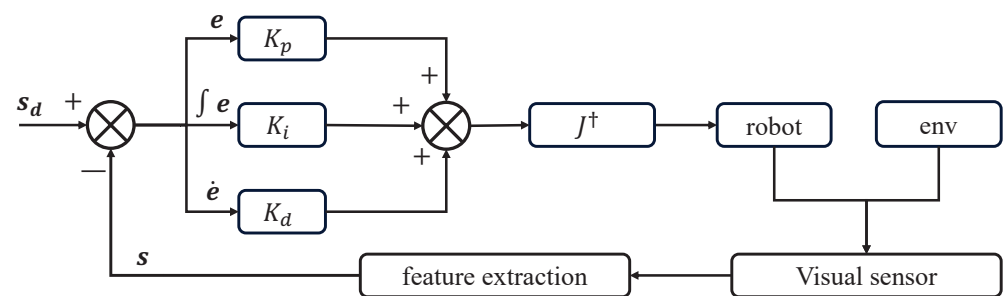 e
K_p
+
s_d +
∫ e
K_i
+
J†
robot
env
+
—
ė
K_d
s
feature extraction
Visual sensor